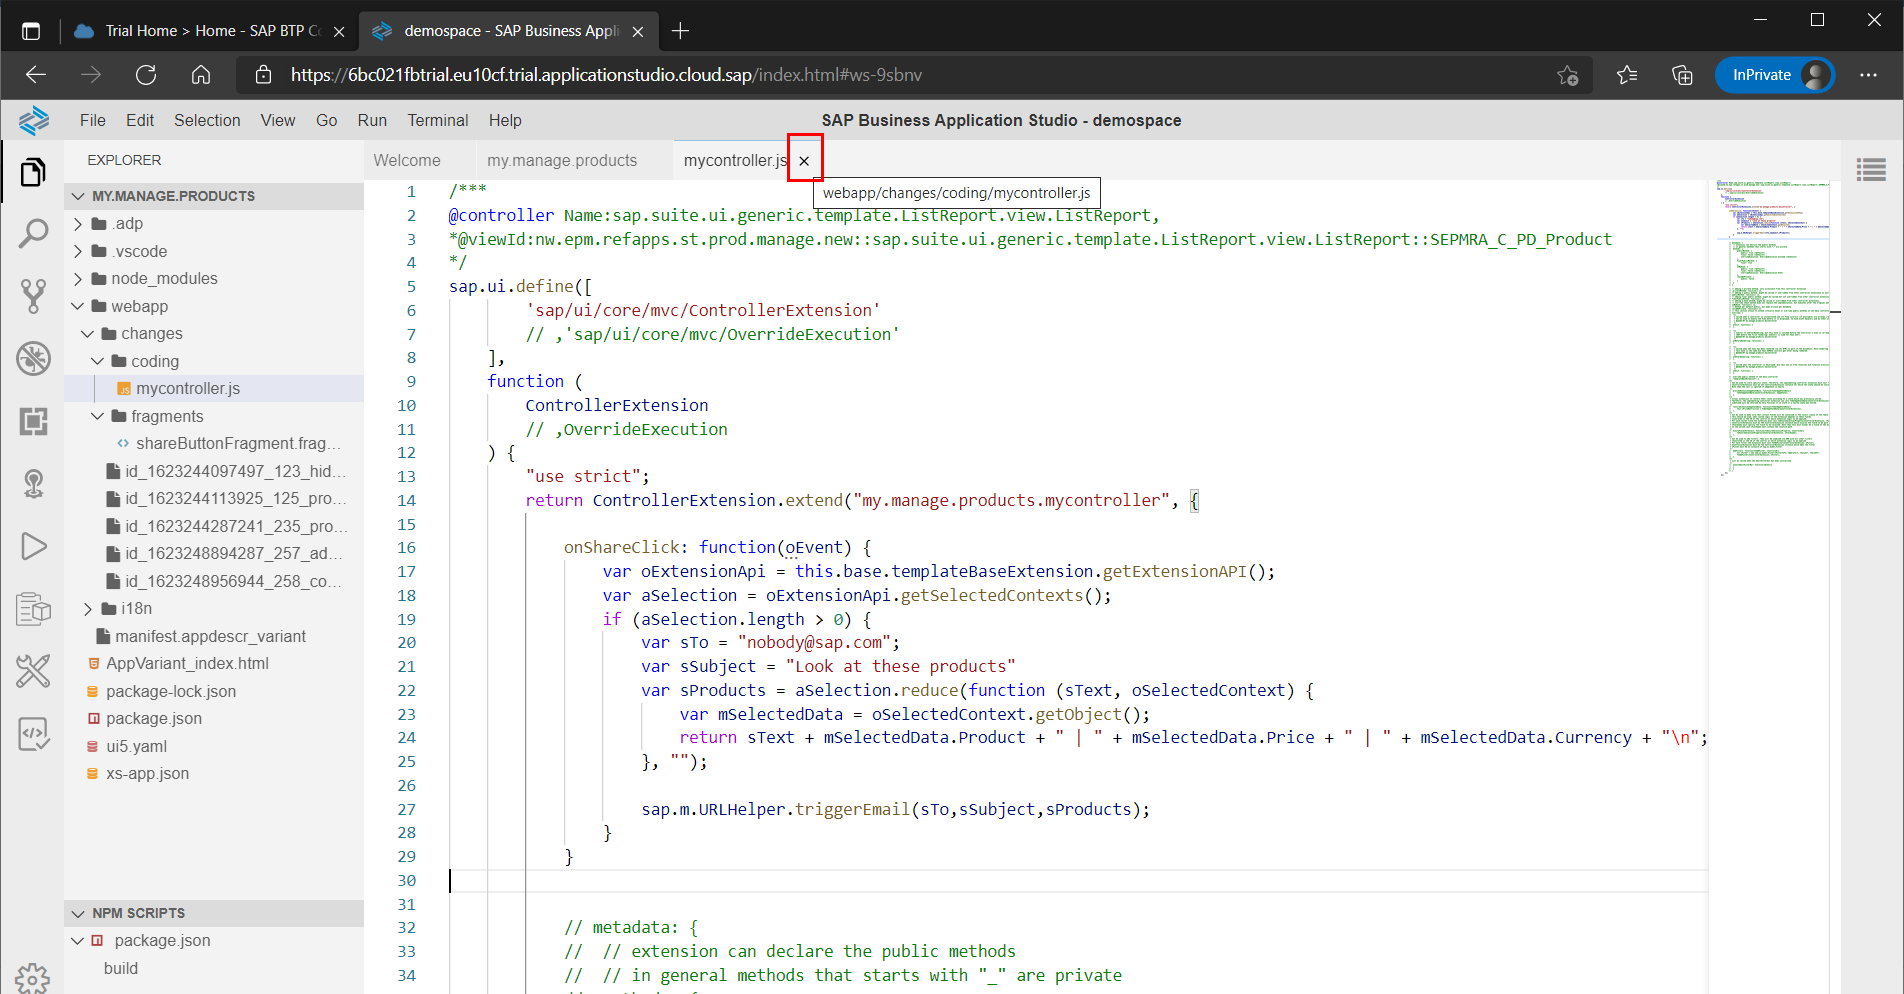 Trial Home > Home - SAP BTP Co
demospace - SAP Business Appli
https://6bc021fbtrial.eu10cf.trial.applicationstudio.cloud.sap/index.html#ws-9sbnv
InPrivate
File Edit Selection View Go Run Terminal Help
SAP Business Application Studio - demospace
EXPLORER
MY.MANAGE.PRODUCTS
.adp
.vscode
node_modules
webapp
changes
coding
JS mycontroller.js
fragments
<> shareButtonFragment.frag...
id_1623244097497_123_hid...
id_1623244113925_125_pro...
id_1623244287241_235_pro...
id_1623248894287_257_ad...
id_1623248956944_258_co...
i18n
manifest.appdescr_variant
AppVariant_index.html
package-lock.json
package.json
ui5.yaml
xs-app.json
NPM SCRIPTS
package.json
build
Welcome
my.manage.products
mycontroller.js
webapp/changes/coding/mycontroller.js
1 /***
2 @controller Name:sap.suite.ui.generic.template.ListReport.view.ListReport,
3 *@viewId:nw.epm.refapps.st.prod.manage.new::sap.suite.ui.generic.template.ListReport.view.ListReport::SEPMRA_C_PD_Product
4 */
5 sap.ui.define([
6 'sap/ui/core/mvc/ControllerExtension'
7 // ,'sap/ui/core/mvc/OverrideExecution'
8 ],
9 function (
10 ControllerExtension
11 // ,OverrideExecution
12 ) {
13 "use strict";
14 return ControllerExtension.extend("my.manage.products.mycontroller", {
15
16 onShareClick: function(oEvent) {
17 var oExtensionApi = this.base.templateBaseExtension.getExtensionAPI();
18 var aSelection = oExtensionApi.getSelectedContexts();
19 if (aSelection.length > 0) {
20 var sTo = "nobody@sap.com";
21 var sSubject = "Look at these products"
22 var sProducts = aSelection.reduce(function (sText, oSelectedContext) {
23 var mSelectedData = oSelectedContext.getObject();
24 return sText + mSelectedData.Product + " | " + mSelectedData.Price + " | " + mSelectedData.Currency + "\n";
25 }, "");
26
27 sap.m.URLHelper.triggerEmail(sTo,sSubject,sProducts);
28 }
29 }
30
31
32 // metadata: {
33 // // extension can declare the public methods
34 // // in general methods that starts with "_" are private